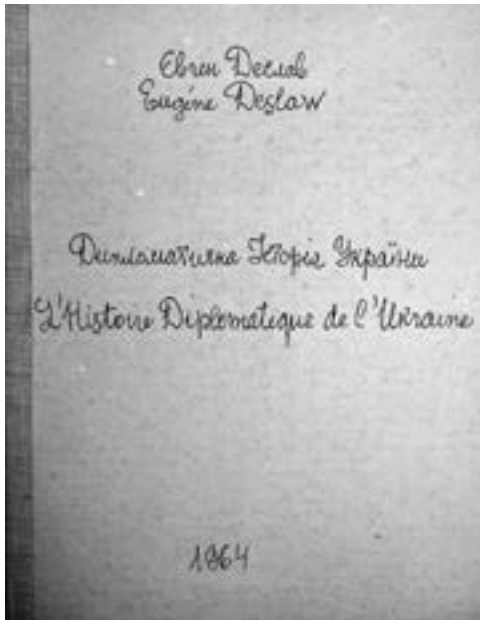 Євген Деслав
Eugène Deslaw
Дипломатична Історія України
L'Histoire Diplomatique de l'Ukraine
1964